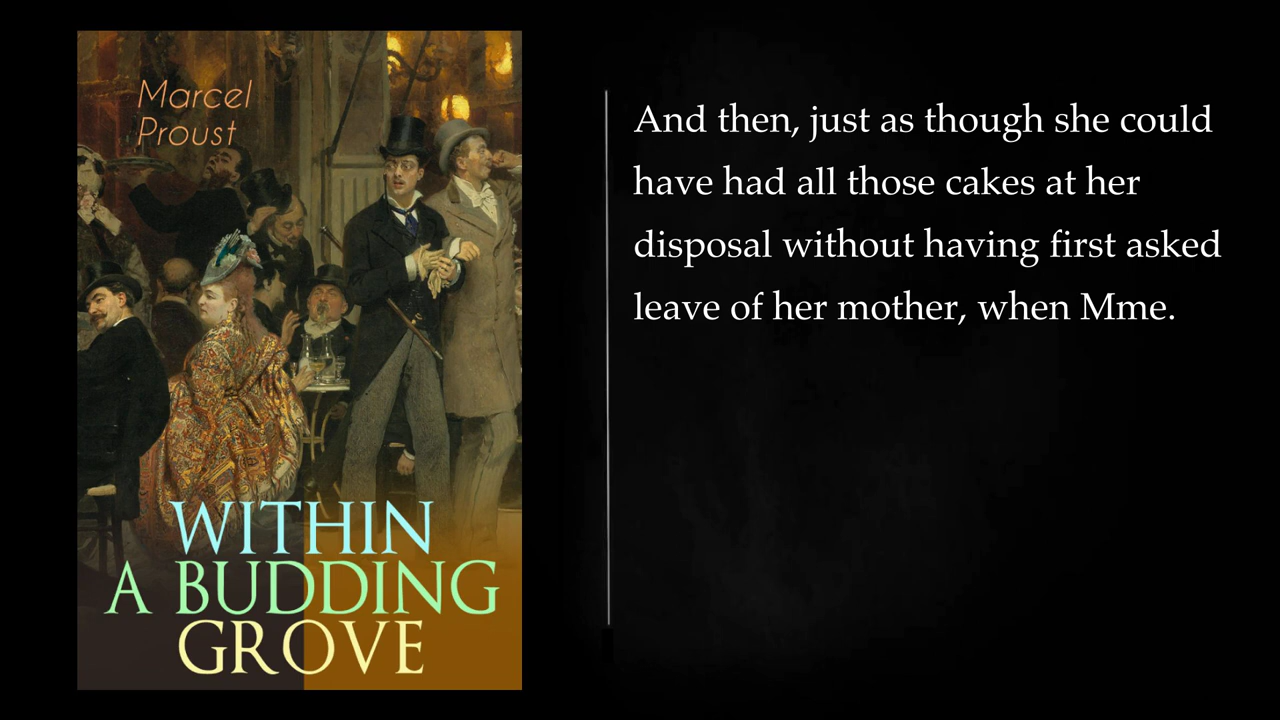 Marcel
Proust
WITHIN
A BUDDING
GROVE
And then, just as though she could
have had all those cakes at her
disposal without having first asked
leave of her mother, when Mme.